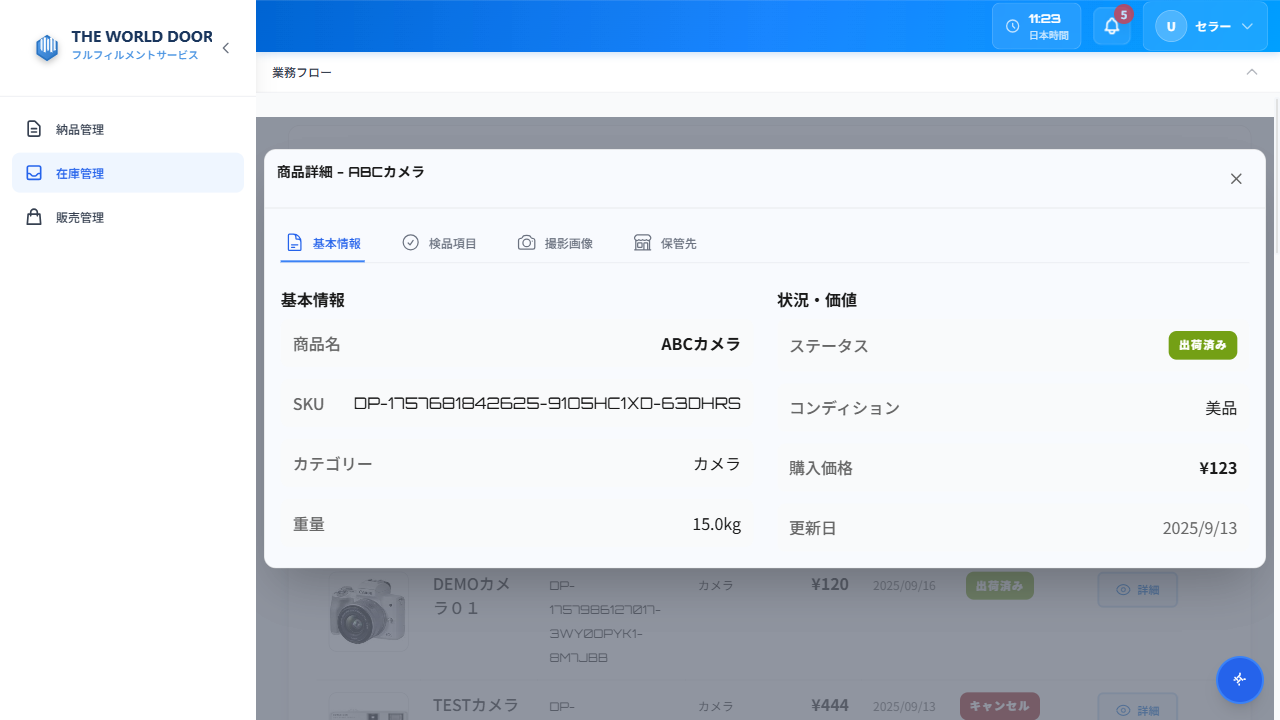 THE WORLD DOOR
フルフィルメントサービス
11:23
日本時間
5
U
セラー
業務フロー
納品管理
在庫管理
販売管理
商品詳細 - ABCカメラ
基本情報
検品項目
撮影画像
保管先
基本情報
状況・価値
商品名
ABCカメラ
ステータス
出荷済み
SKU
DP-1757681842625-9105HC1XD-63DHRS
コンディション
美品
カテゴリー
カメラ
購入価格
¥123
重量
15.0kg
更新日
2025/9/13
DEMOカメ
ラ０１
DP-
1757986127017-
3WY0DPYK1-
8M7JBB
カメラ
¥120
2025/09/16
出荷済み
詳細
TESTカメラ
DP-
カメラ
¥444
2025/09/13
キャンセル
詳細